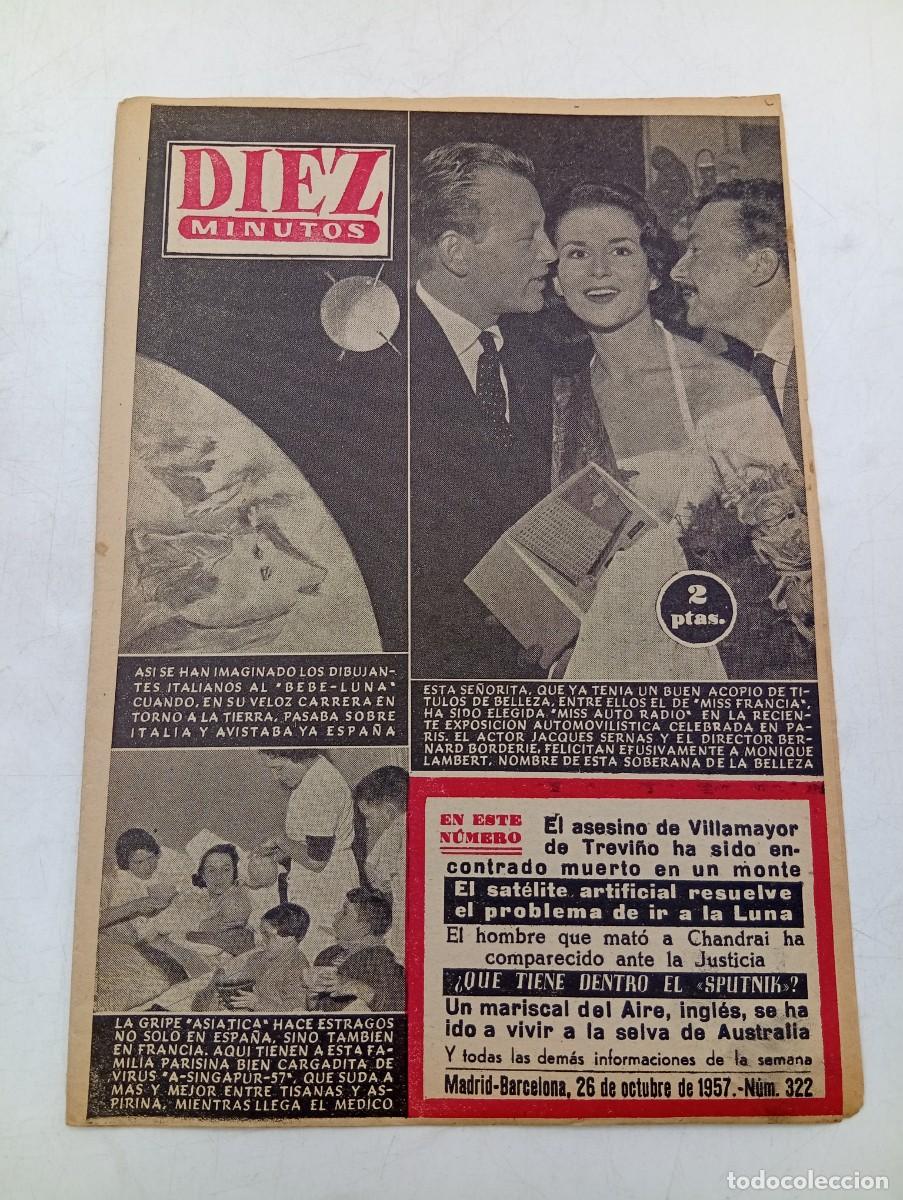 DIEZ
MINUTOS
ASI SE HAN IMAGINADO LOS DIBUJAN-
TES ITALIANOS AL "BEBE-LUNA"
CUANDO, EN SU VELOZ CARRERA EN
TORNO A LA TIERRA, PASABA SOBRE
ITALIA Y AVISTABA YA ESPAÑA
2
ptas.
ESTA SEÑORITA, QUE YA TENIA UN BUEN ACOPIO DE TI-
TULOS DE BELLEZA, ENTRE ELLOS EL DE "MISS FRANCIA",
HA SIDO ELEGIDA "MISS AUTO RADIO" EN LA RECIEN-
TE EXPOSICION AUTOMOVILISTICA CELEBRADA EN PA-
RIS. EL ACTOR JACQUES SERNAS Y EL DIRECTOR BER-
NARD BORDERIE, FELICITAN EFUSIVAMENTE A MONIQUE
LAMBERT, NOMBRE DE ESTA SOBERANA DE LA BELLEZA
LA GRIPE "ASIATICA" HACE ESTRAGOS
NO SOLO EN ESPAÑA, SINO TAMBIEN
EN FRANCIA. AQUI TIENEN A ESTA FA-
MILIA PARISINA BIEN CARGADITA DE
VIRUS "A-SINGAPUR-57", QUE SUDA A
MAS Y MEJOR ENTRE TISANAS Y AS-
PIRINA, MIENTRAS LLEGA EL MEDICO
EN ESTE
NÚMERO
El asesino de Villamayor
de Treviño ha sido en-
contrado muerto en un monte
El satélite artificial resuelve
el problema de ir a la Luna
El hombre que mató a Chandrai ha
comparecido ante la Justicia
¿QUE TIENE DENTRO EL «SPUTNIK»?
Un mariscal del Aire, inglés, se ha
ido a vivir a la selva de Australia
Y todas las demás informaciones de la semana
Madrid-Barcelona, 26 de octubre de 1957.-Núm. 322
todocoleccion